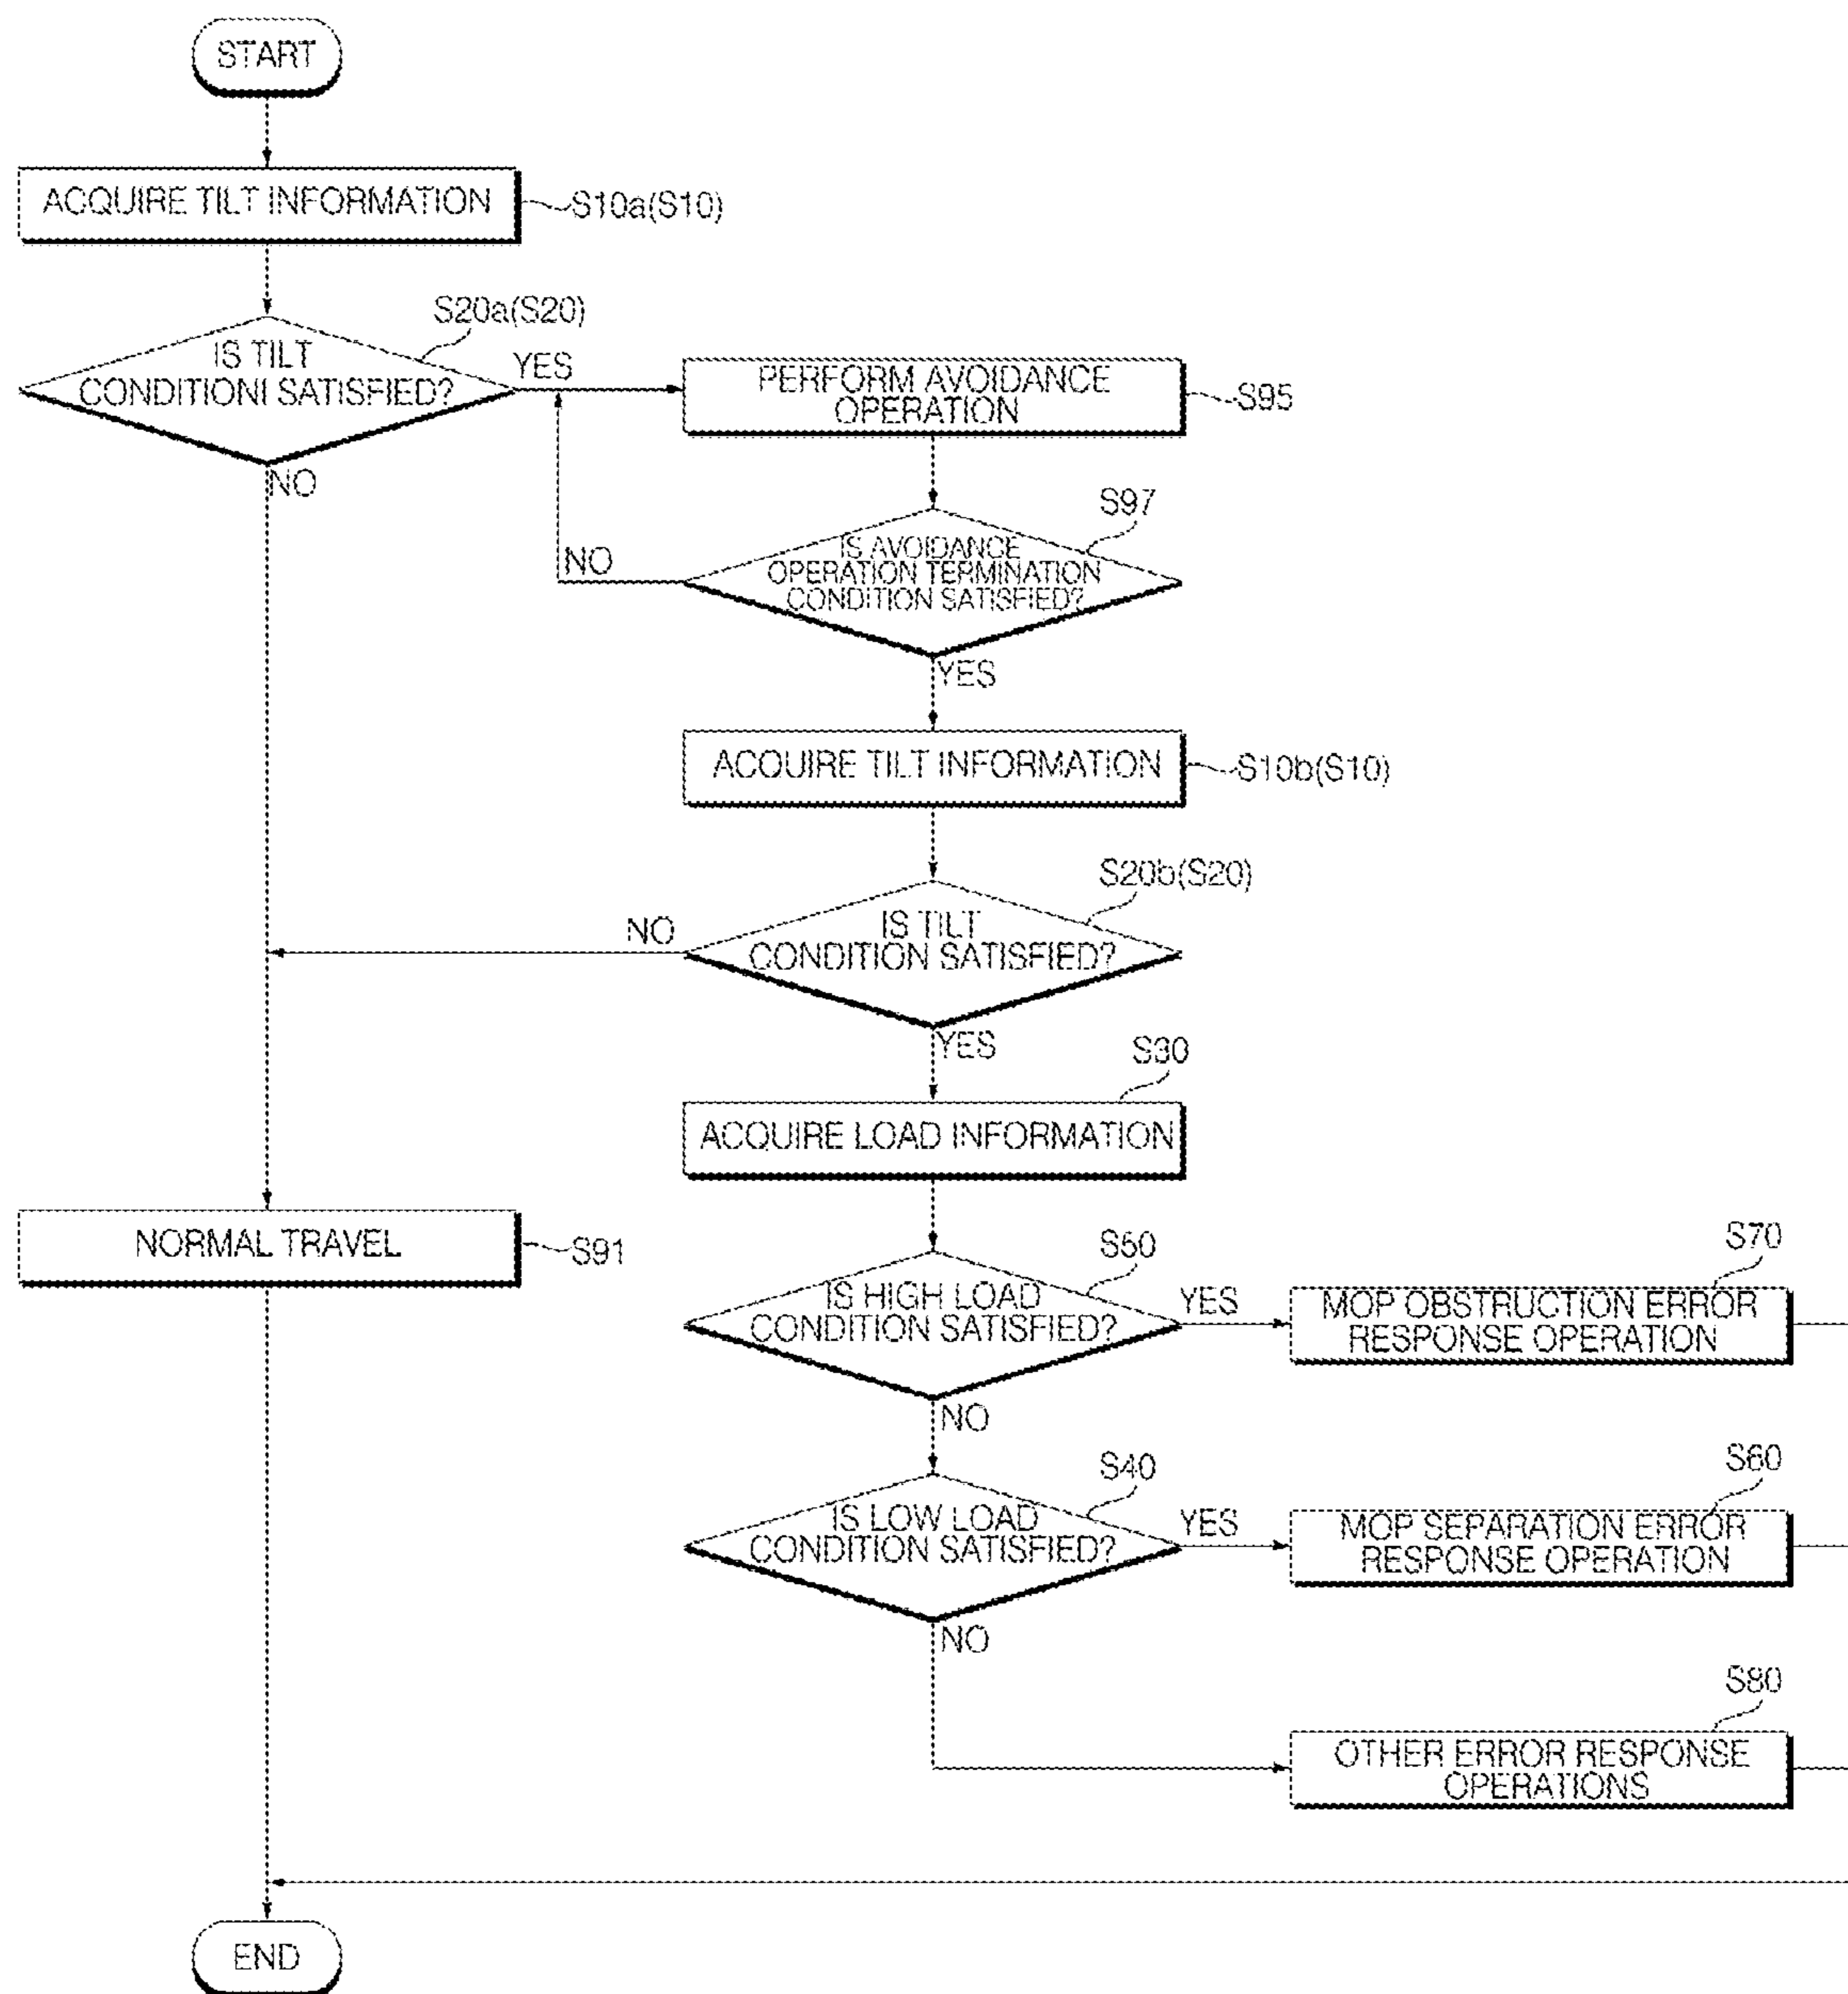 START
ACQUIRE TILT INFORMATION
S10a(S10)
S20a(S20)
IS TILT
CONDITIONI SATISFIED?
YES
NO
PERFORM AVOIDANCE
OPERATION
S95
S97
IS AVOIDANCE
OPERATION TERMINATION
CONDITION SATISFIED?
NO
YES
ACQUIRE TILT INFORMATION
S10b(S10)
S20b(S20)
IS TILT
CONDITION SATISFIED?
NO
YES
S30
ACQUIRE LOAD INFORMATION
NORMAL TRAVEL
S91
S50
IS HIGH LOAD
CONDITION SATISFIED?
YES
NO
S70
MOP OBSTRUCTION ERROR
RESPONSE OPERATION
S40
IS LOW LOAD
CONDITION SATISFIED?
YES
NO
S60
MOP SEPARATION ERROR
RESPONSE OPERATION
S80
OTHER ERROR RESPONSE
OPERATIONS
END